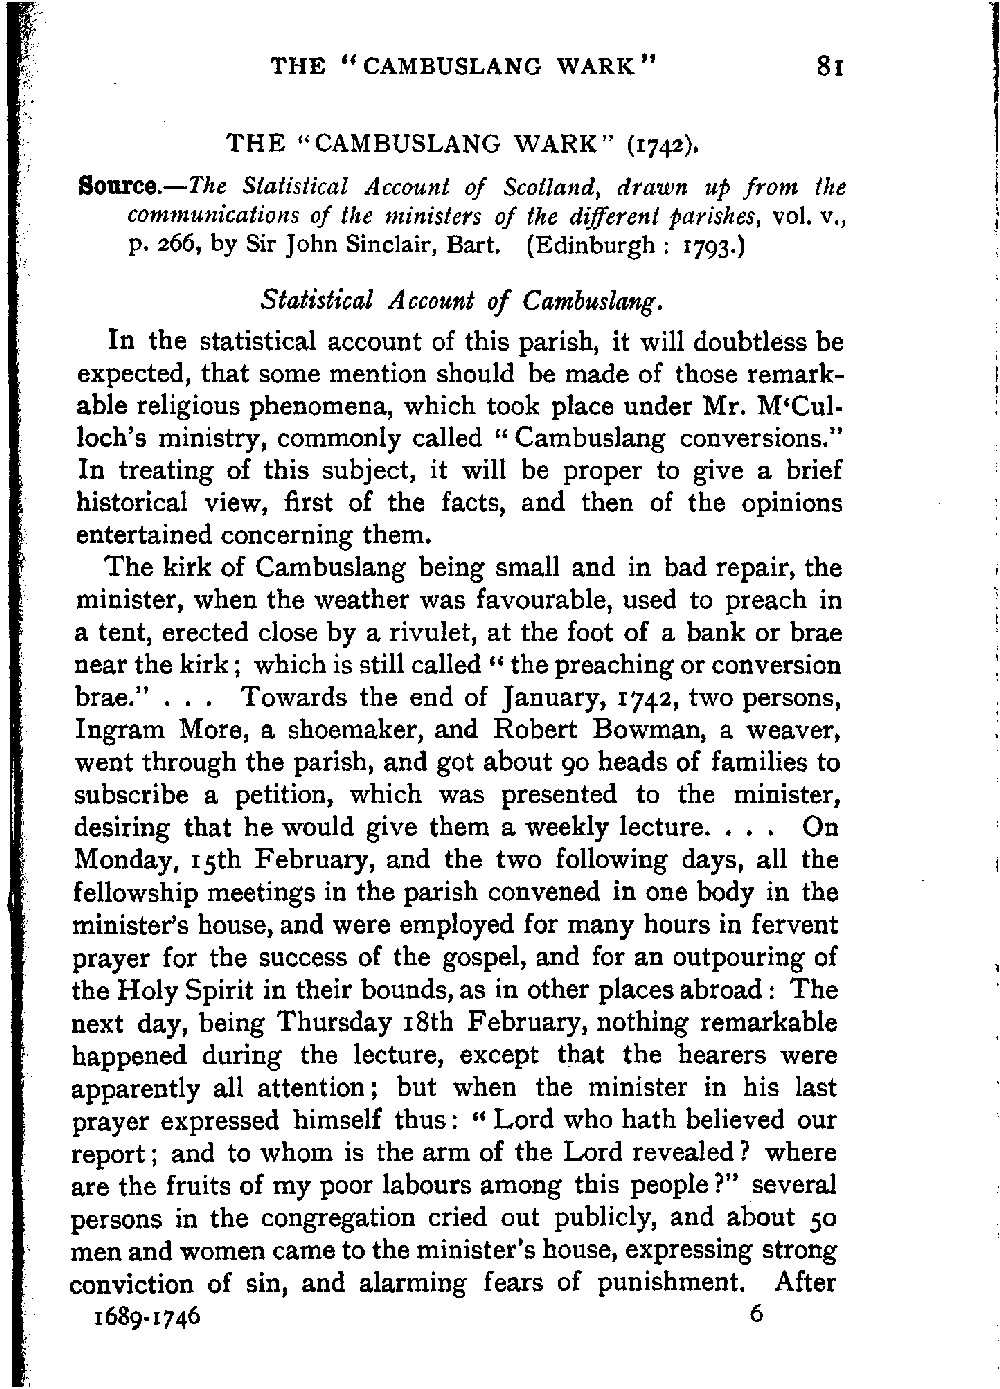 THE “CAMBUSLANG WARK” 81
THE “CAMBUSLANG WARK” (1742).
Source.—The Statistical Account of Scotland, drawn up from the
communications of the ministers of the different parishes, vol. v.,
p. 266, by Sir John Sinclair, Bart. (Edinburgh : 1793.)
Statistical Account of Cambuslang.
In the statistical account of this parish, it will doubtless be
expected, that some mention should be made of those remark-
able religious phenomena, which took place under Mr. M‘Cul-
loch's ministry, commonly called “Cambuslang conversions.”
In treating of this subject, it will be proper to give a brief
historical view, first of the facts, and then of the opinions
entertained concerning them.
The kirk of Cambuslang being small and in bad repair, the
minister, when the weather was favourable, used to preach in
a tent, erected close by a rivulet, at the foot of a bank or brae
near the kirk; which is still called “the preaching or conversion
brae.” . . . Towards the end of January, 1742, two persons,
Ingram More, a shoemaker, and Robert Bowman, a weaver,
went through the parish, and got about 90 heads of families to
subscribe a petition, which was presented to the minister,
desiring that he would give them a weekly lecture. . . . On
Monday, 15th February, and the two following days, all the
fellowship meetings in the parish convened in one body in the
minister's house, and were employed for many hours in fervent
prayer for the success of the gospel, and for an outpouring of
the Holy Spirit in their bounds, as in other places abroad: The
next day, being Thursday 18th February, nothing remarkable
happened during the lecture, except that the hearers were
apparently all attention; but when the minister in his last
prayer expressed himself thus: “Lord who hath believed our
report; and to whom is the arm of the Lord revealed? where
are the fruits of my poor labours among this people?” several
persons in the congregation cried out publicly, and about 50
men and women came to the minister's house, expressing strong
conviction of sin, and alarming fears of punishment. After
1689-1746 6